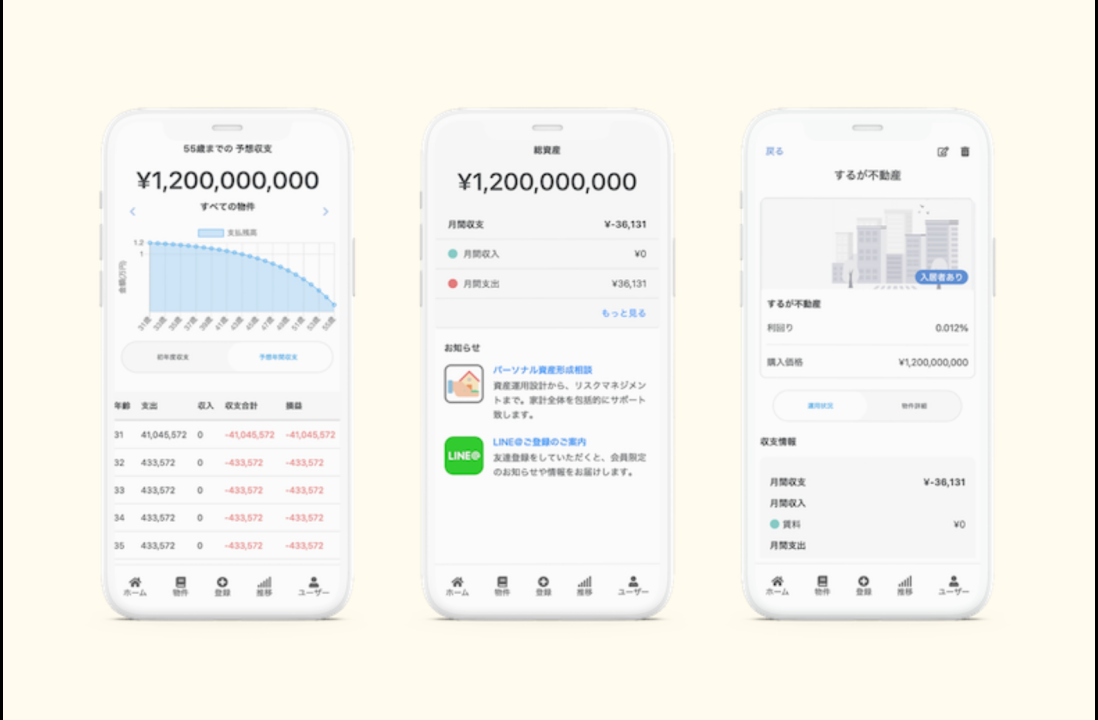 55歳までの 予想収支
¥1,200,000,000
すべての物件
支払残高
1.2
1
金額(万円)
31歳 33歳 35歳 37歳 39歳 41歳 43歳 45歳 47歳 49歳 51歳 53歳 55歳
初年度収支 予想年間収支
年齢 支出 収入 収支合計 損益
31 41,045,572 0 -41,045,572 -41,045,572
32 433,572 0 -433,572 -433,572
33 433,572 0 -433,572 -433,572
34 433,572 0 -433,572 -433,572
35 433,572 0 -433,572 -433,572
ホーム 物件 登録 推移 ユーザー
総資産
¥1,200,000,000
月間収支 ¥-36,131
月間収入 ¥0
月間支出 ¥36,131
もっと見る
お知らせ
パーソナル資産形成相談
資産運用設計から、リスクマネジメン
トまで。家計全体を包括的にサポート
致します。
LINE@
LINE@ご登録のご案内
友達登録をしていただくと、会員限定
のお知らせや情報をお届けします。
ホーム 物件 登録 推移 ユーザー
戻る
するが不動産
入居者あり
するが不動産
利回り 0.012%
購入価格 ¥1,200,000,000
運用状況 物件詳細
収支情報
月間収支 ¥-36,131
月間収入
賃料 ¥0
月間支出
ホーム 物件 登録 推移 ユーザー